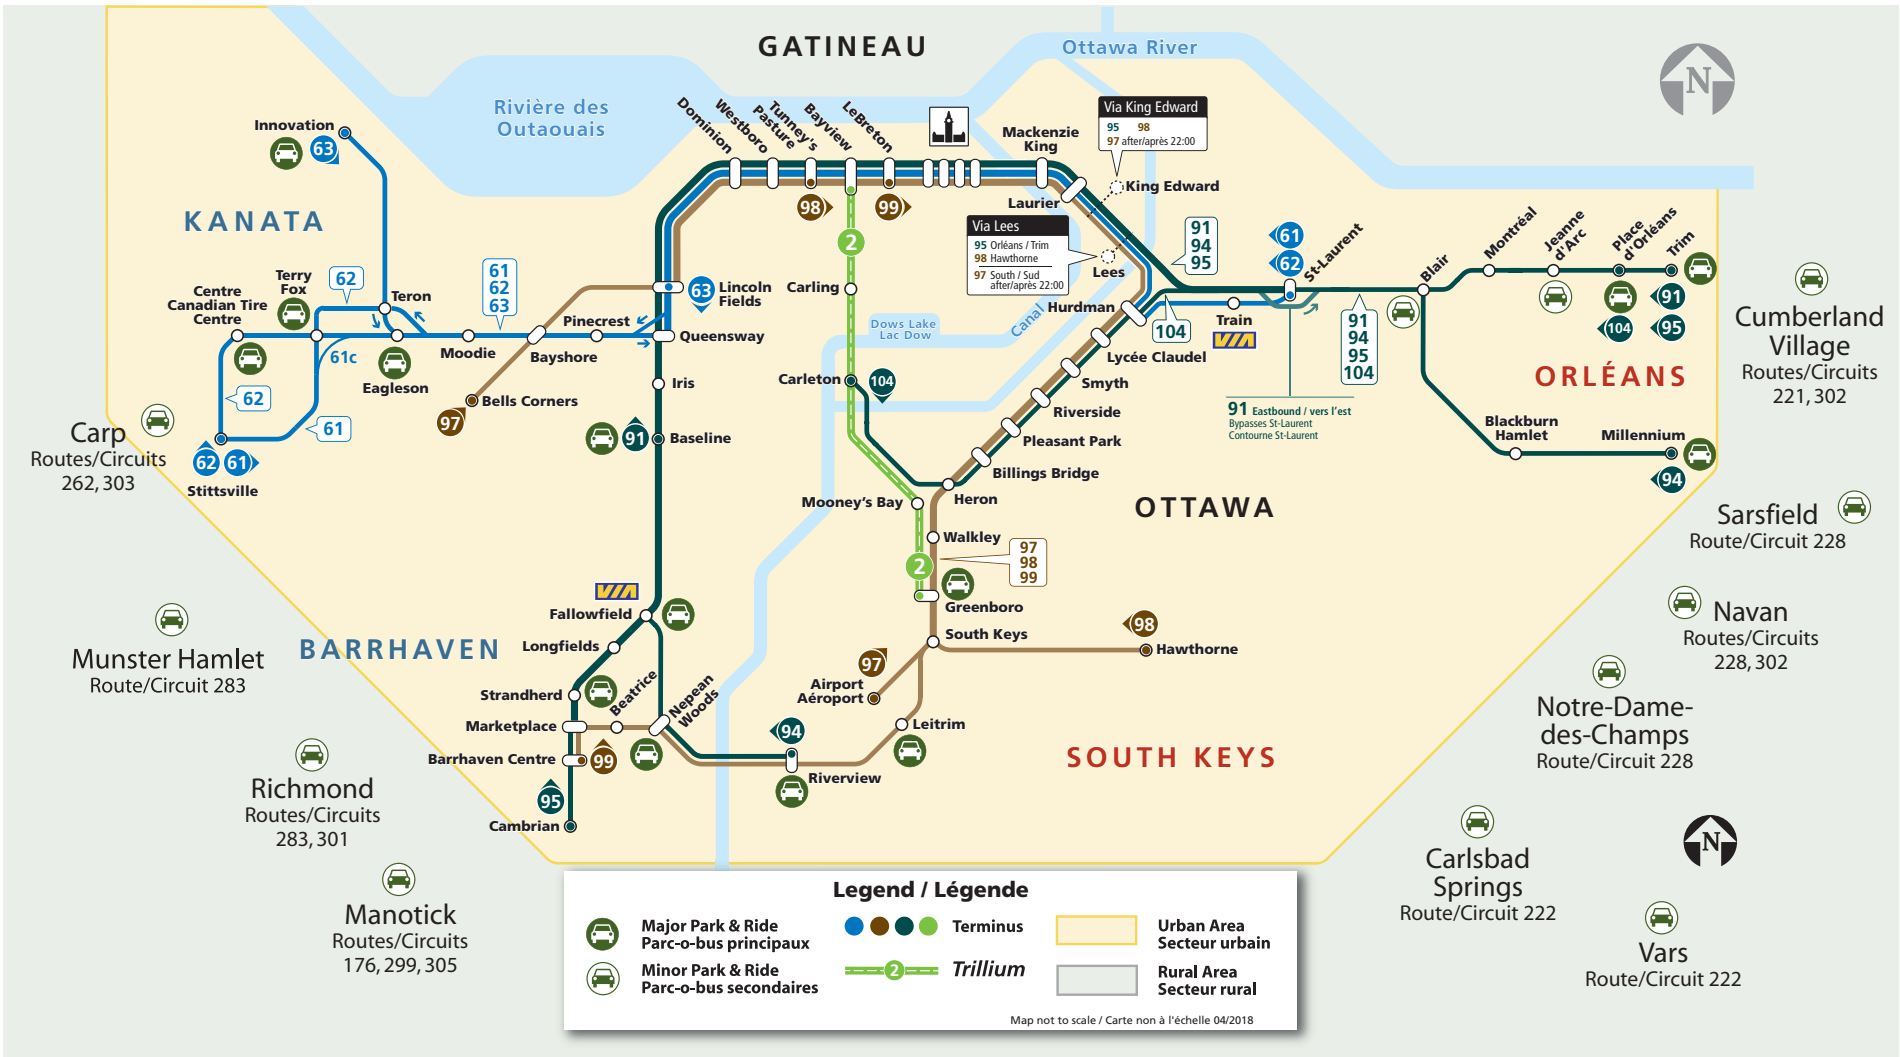 GATINEAU
Ottawa River
N
Rivière des
Outaouais
Dominion
Westboro
Tunney's
Pasture
Bayview
LeBreton
Mackenzie
King
Via King Edward
95 98
97 after/après 22:00
King Edward
Laurier
Innovation
63
KANATA
98
99
2
Via Lees
95 Orléans / Trim
98 Hawthorne
97 South / Sud
after/après 22:00
Lees
91
94
95
61
62
St-Laurent
Blair
Montréal
Jeanne
d'Arc
Place
d'Orléans
Trim
91
104
95
Terry
Fox
62
61
62
63
Centre
Canadian Tire
Centre
Teron
Lincoln
Fields
63
Carling
Hurdman
Train
VIA
104
91
94
95
104
Cumberland
Village
Routes/Circuits
221, 302
61c
Moodie
Bayshore
Pinecrest
Queensway
Dows Lake
Lac Dow
Canal
Lycée Claudel
Eagleson
Iris
Carleton
104
Smyth
ORLÉANS
62
Bells Corners
97
61
Riverside
91 Eastbound / vers l'est
Bypasses St-Laurent
Contourne St-Laurent
Carp
Routes/Circuits
262, 303
91
Baseline
Pleasant Park
Blackburn
Hamlet
Millennium
94
62
61
Stittsville
Billings Bridge
Mooney's Bay
Heron
OTTAWA
Sarsfield
Route/Circuit 228
Walkley
97
98
99
2
VIA
Fallowfield
Greenboro
Navan
Routes/Circuits
228, 302
Munster Hamlet
Route/Circuit 283
BARRHAVEN
Longfields
South Keys
98
Hawthorne
97
Airport
Aéroport
Strandherd
Beatrice
Nepean
Woods
Marketplace
94
Leitrim
Notre-Dame-
des-Champs
Route/Circuit 228
Barrhaven Centre
99
Riverview
SOUTH KEYS
Richmond
Routes/Circuits
283, 301
95
Cambrian
N
Carlsbad
Springs
Route/Circuit 222
Manotick
Routes/Circuits
176, 299, 305
Vars
Route/Circuit 222
Legend / Légende
Major Park & Ride
Parc-o-bus principaux
Terminus
Urban Area
Secteur urbain
Minor Park & Ride
Parc-o-bus secondaires
2
Trillium
Rural Area
Secteur rural
Map not to scale / Carte non à l'échelle 04/2018